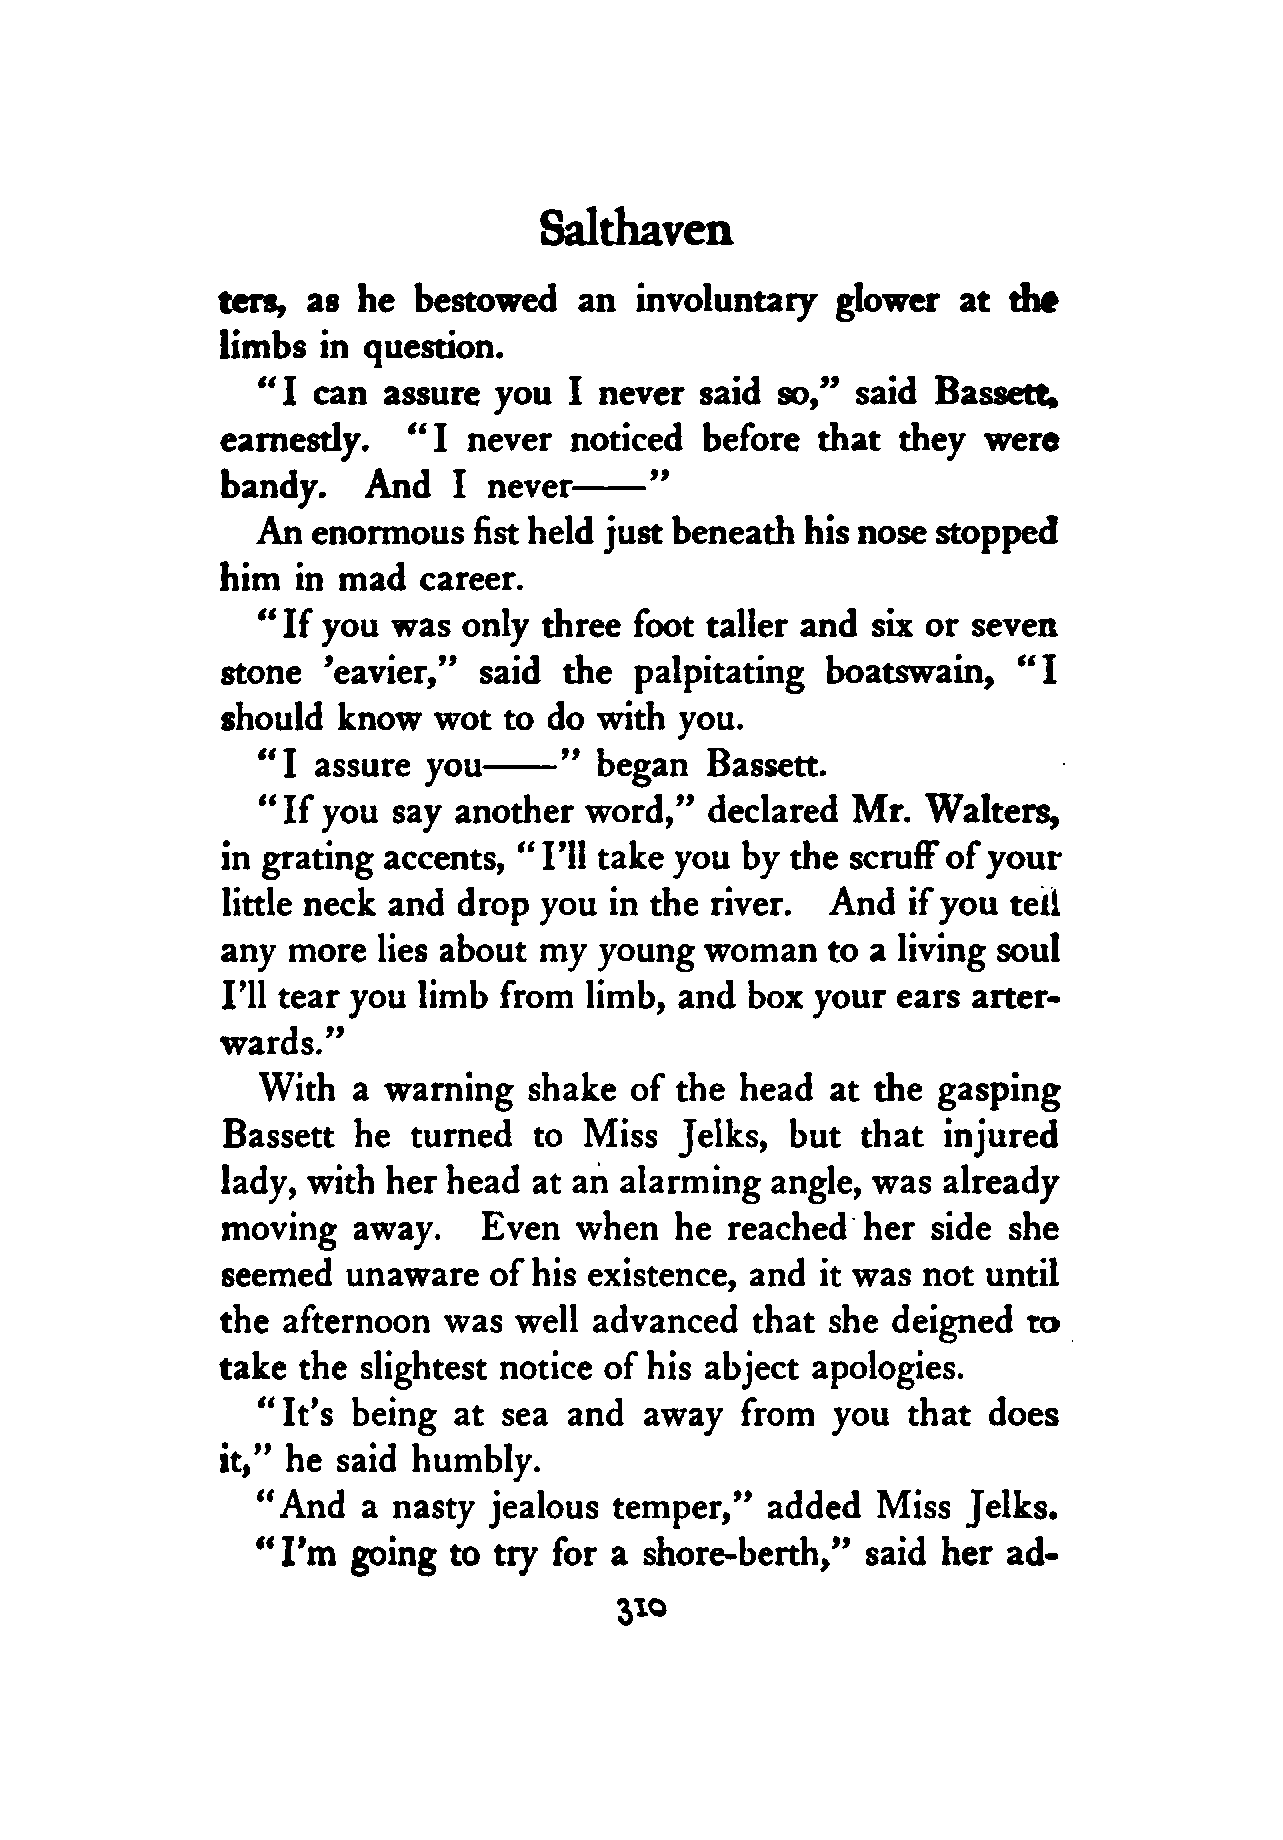 Salthaven
ters, as he bestowed an involuntary glower at the
limbs in question.
"I can assure you I never said so," said Bassett,
earnestly. "I never noticed before that they were
bandy. And I never——"
An enormous fist held just beneath his nose stopped
him in mad career.
"If you was only three foot taller and six or seven
stone 'eavier," said the palpitating boatswain, "I
should know wot to do with you.
"I assure you——" began Bassett.
"If you say another word," declared Mr. Walters,
in grating accents, "I'll take you by the scruff of your
little neck and drop you in the river. And if you tell
any more lies about my young woman to a living soul
I'll tear you limb from limb, and box your ears arter-
wards."
With a warning shake of the head at the gasping
Bassett he turned to Miss Jelks, but that injured
lady, with her head at an alarming angle, was already
moving away. Even when he reached her side she
seemed unaware of his existence, and it was not until
the afternoon was well advanced that she deigned to
take the slightest notice of his abject apologies.
"It's being at sea and away from you that does
it," he said humbly.
"And a nasty jealous temper," added Miss Jelks.
"I'm going to try for a shore-berth," said her ad-
310